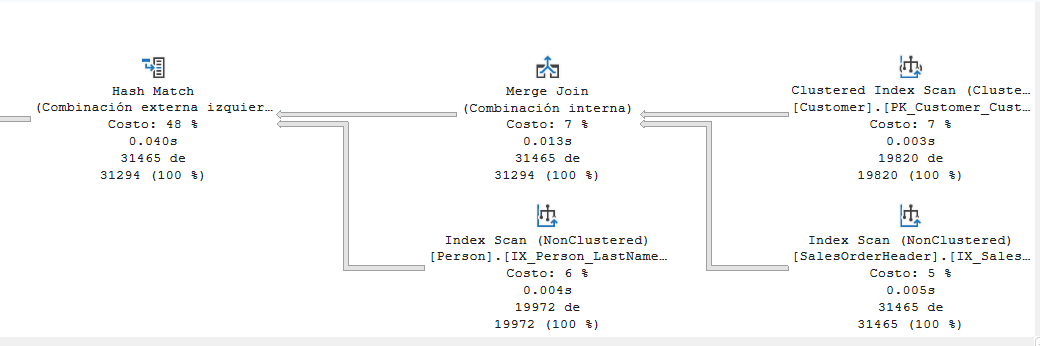 Hash Match
(Combinación externa izquier...
Costo: 48 %
0.040s
31465 de
31294 (100 %)
Merge Join
(Combinación interna)
Costo: 7 %
0.013s
31465 de
31294 (100 %)
Clustered Index Scan (Cluste...
[Customer].[PK_Customer_Cust...
Costo: 7 %
0.003s
19820 de
19820 (100 %)
Index Scan (NonClustered)
[Person].[IX_Person_LastName...
Costo: 6 %
0.004s
19972 de
19972 (100 %)
Index Scan (NonClustered)
[SalesOrderHeader].[IX_Sales...
Costo: 5 %
0.005s
31465 de
31465 (100 %)